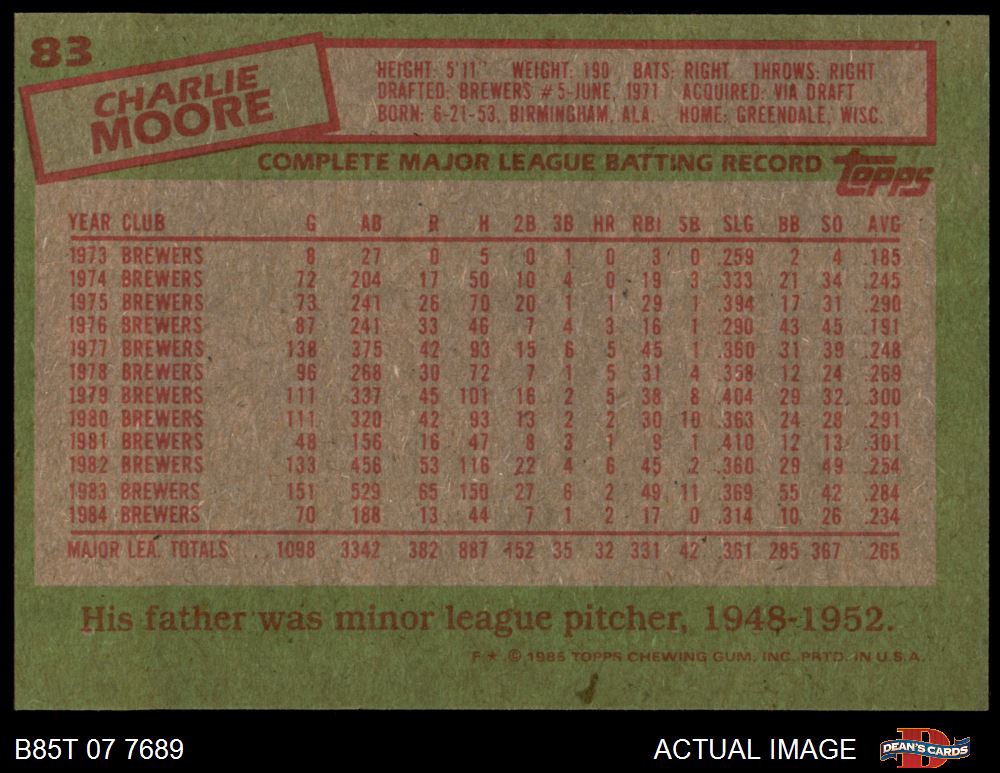 83
CHARLIE
MOORE
HEIGHT: 5'11" WEIGHT: 190 BATS: RIGHT THROWS: RIGHT
DRAFTED: BREWERS #5-JUNE, 1971 ACQUIRED: VIA DRAFT
BORN: 6-21-53, BIRMINGHAM, ALA. HOME: GREENDALE, WISC.
COMPLETE MAJOR LEAGUE BATTING RECORD Topps
YEAR CLUB G AB R H 2B 3B HR RBI SB SLG BB SO AVG
1973 BREWERS 8 27 0 5 0 1 0 3 0 .259 2 4 .185
1974 BREWERS 72 204 17 50 10 4 0 19 3 .333 21 34 .245
1975 BREWERS 73 241 26 70 20 1 1 29 1 .394 17 31 .290
1976 BREWERS 87 241 33 46 7 4 3 16 1 .290 43 45 .191
1977 BREWERS 138 375 42 93 15 6 5 45 1 .360 31 39 .248
1978 BREWERS 96 268 30 72 7 1 5 31 4 .358 12 24 .269
1979 BREWERS 111 337 45 101 16 2 5 38 8 .404 29 32 .300
1980 BREWERS 111 320 42 93 13 2 2 30 10 .363 24 28 .291
1981 BREWERS 48 156 16 47 8 3 1 9 1 .410 12 13 .301
1982 BREWERS 133 456 53 116 22 4 6 45 2 .360 29 49 .254
1983 BREWERS 151 529 65 150 27 6 2 49 11 .369 55 42 .284
1984 BREWERS 70 188 13 44 7 1 2 17 0 .314 10 26 .234
MAJOR LEA. TOTALS 1098 3342 382 887 152 35 32 331 42 .361 285 367 .265
His father was minor league pitcher, 1948-1952.
F ★ © 1985 TOPPS CHEWING GUM, INC. PRTD. IN U.S.A.
B85T 07 7689 ACTUAL IMAGE DEAN'S CARDS